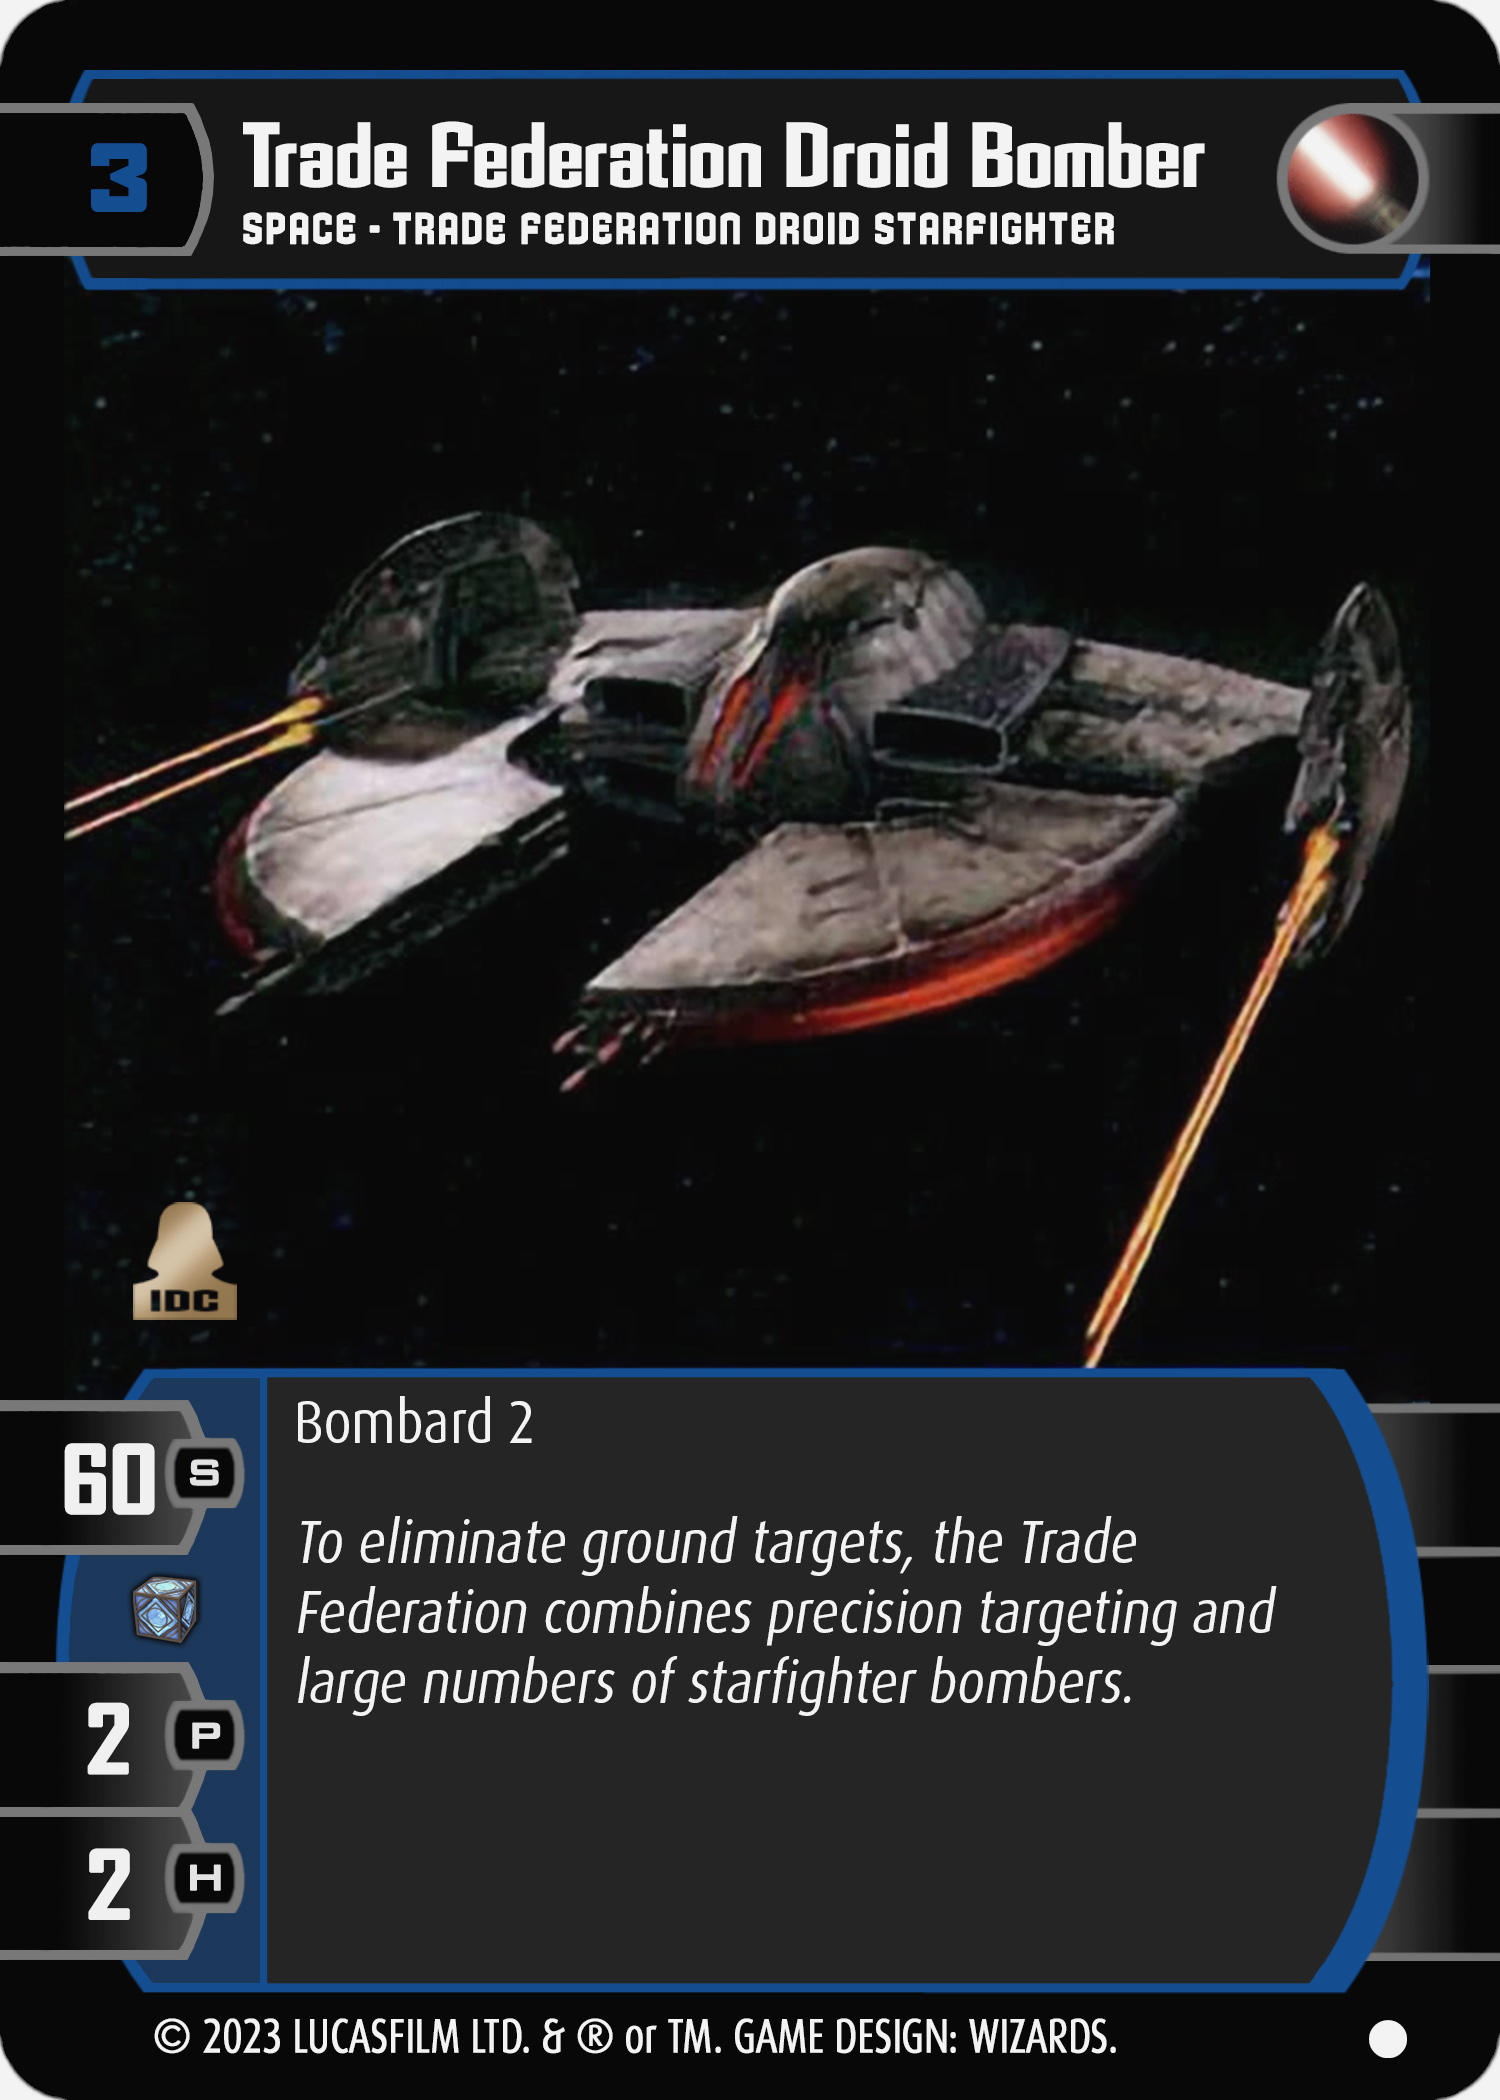 3
Trade Federation Droid Bomber
SPACE - TRADE FEDERATION DROID STARFIGHTER
IDC
60 S
Bombard 2
To eliminate ground targets, the Trade
Federation combines precision targeting and
large numbers of starfighter bombers.
2 P
2 H
© 2023 LUCASFILM LTD. & ® or TM. GAME DESIGN: WIZARDS.